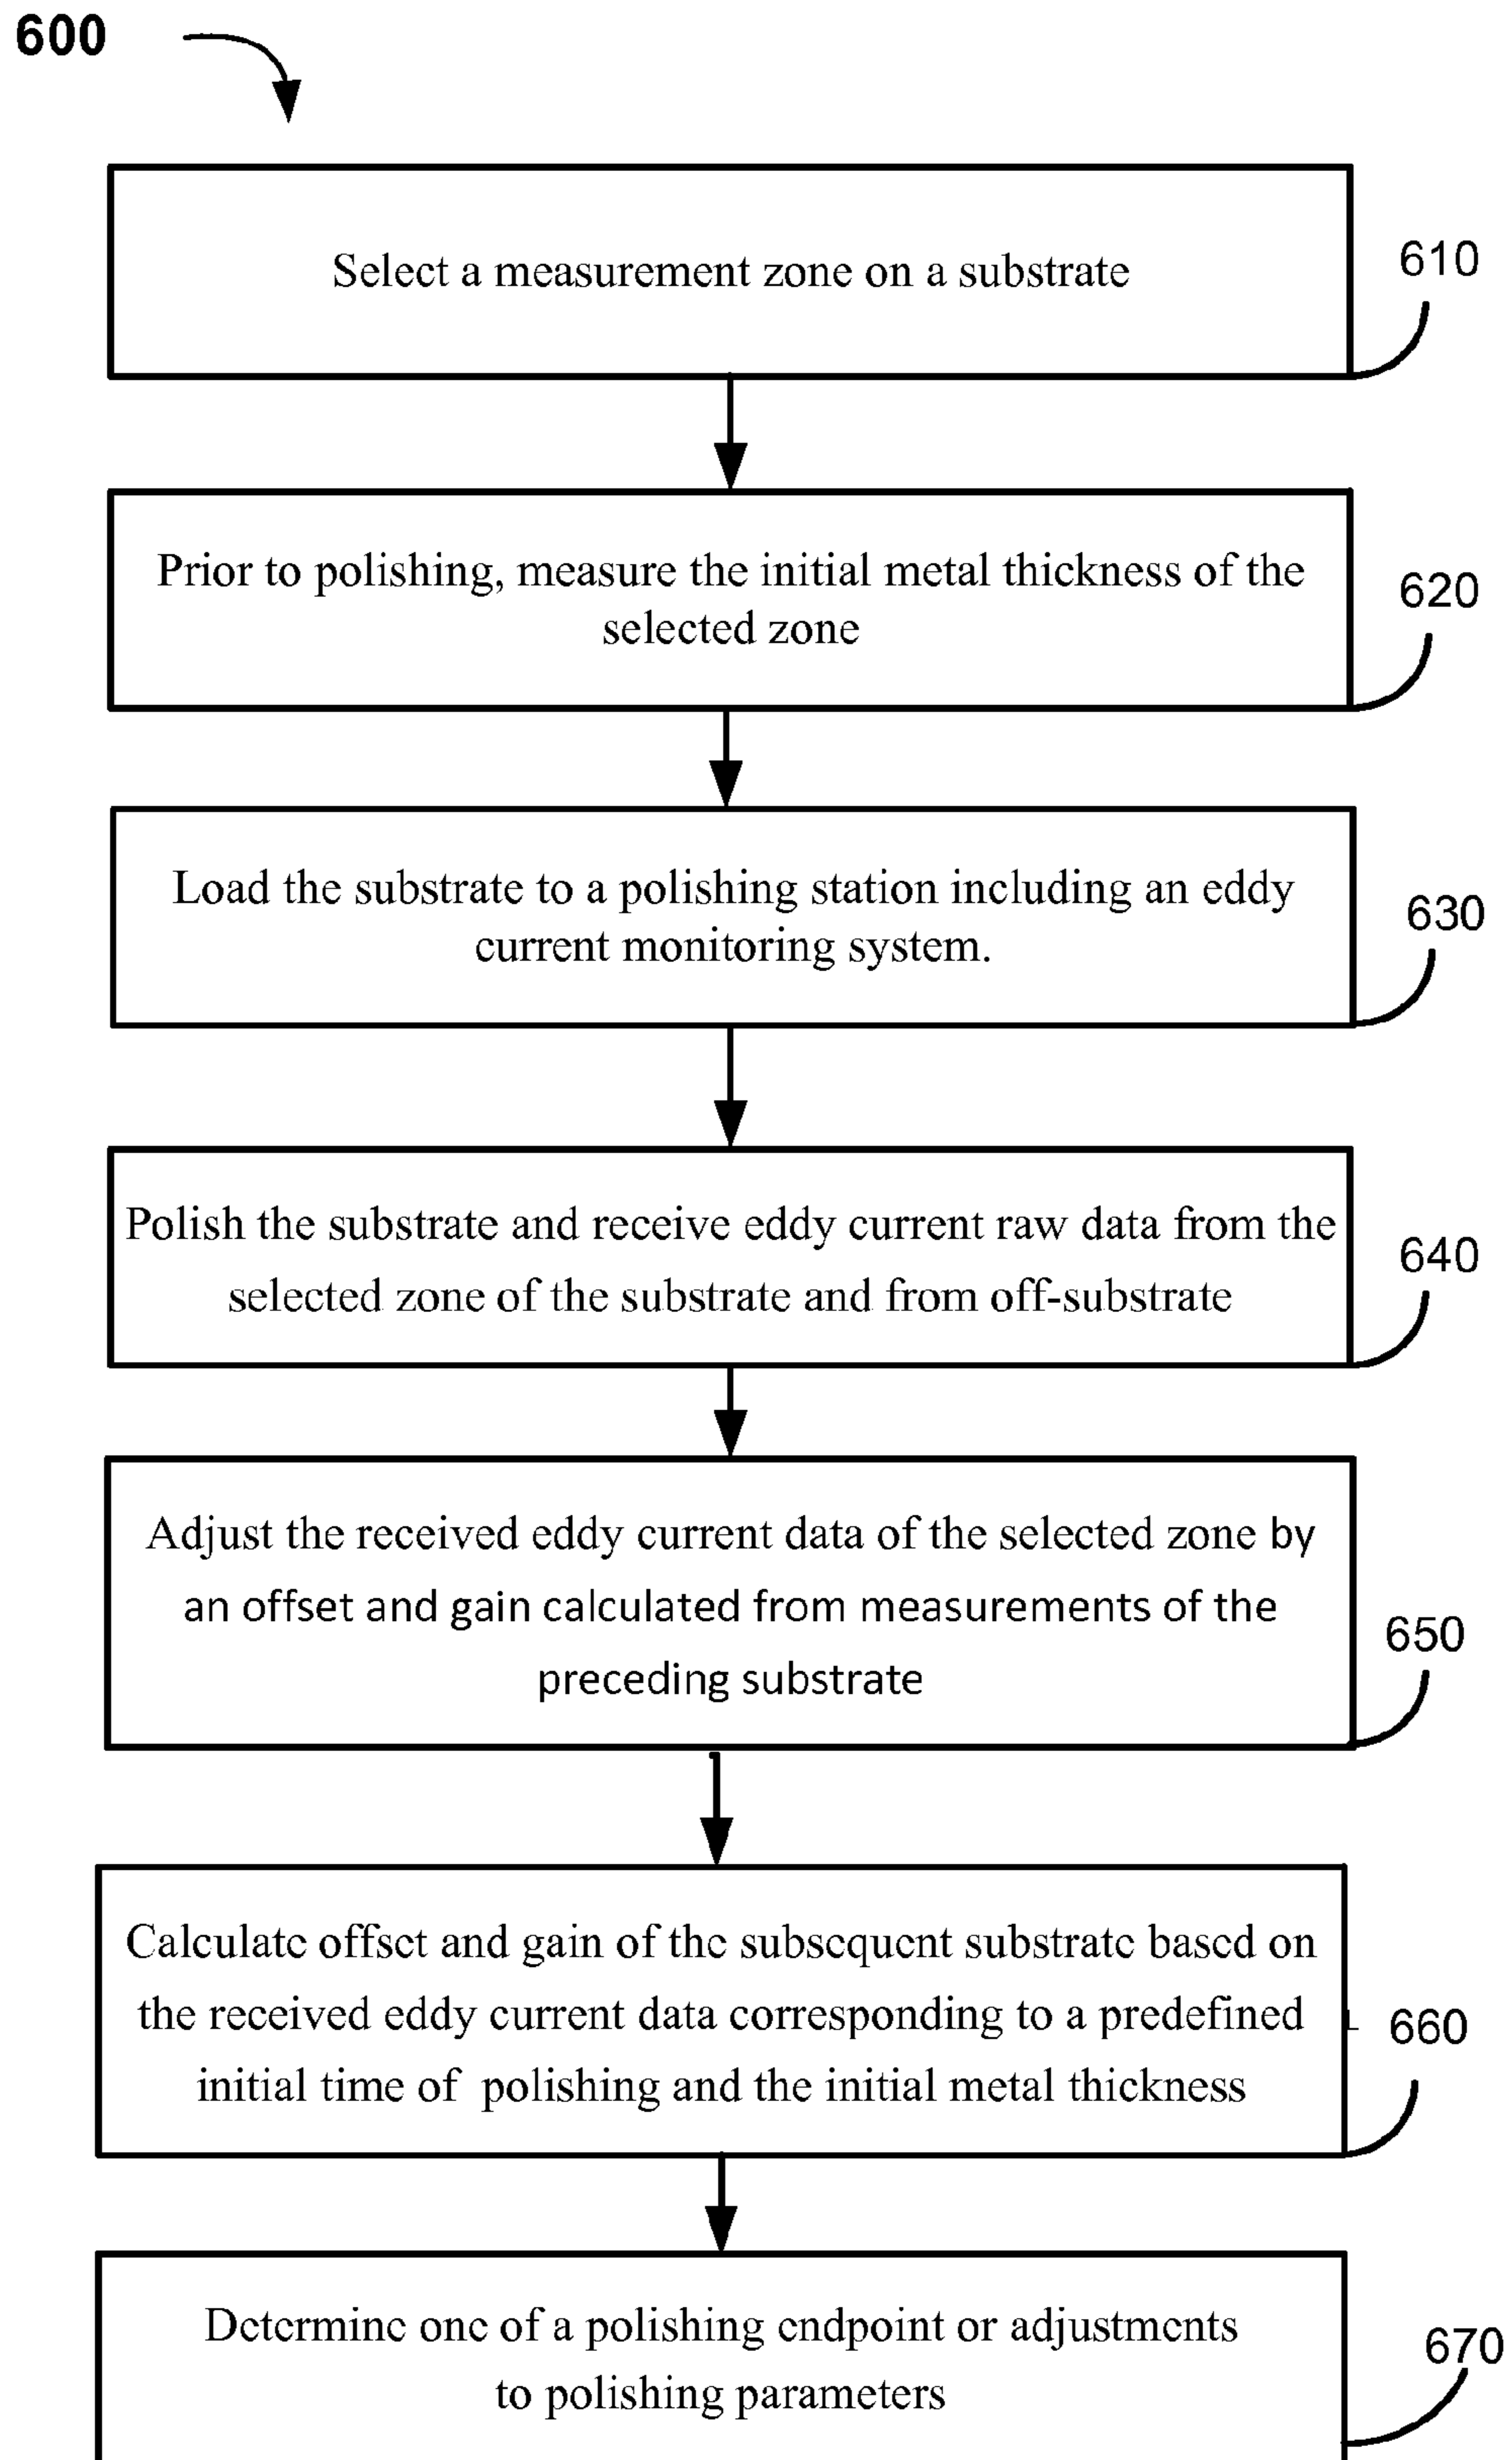 600
Select a measurement zone on a substrate
610
Prior to polishing, measure the initial metal thickness of the
selected zone
620
Load the substrate to a polishing station including an eddy
current monitoring system.
630
Polish the substrate and receive eddy current raw data from the
selected zone of the substrate and from off-substrate
640
Adjust the received eddy current data of the selected zone by
an offset and gain calculated from measurements of the
preceding substrate
650
Calculate offset and gain of the subsequent substrate based on
the received eddy current data corresponding to a predefined
initial time of polishing and the initial metal thickness
660
Determine one of a polishing endpoint or adjustments
to polishing parameters
670